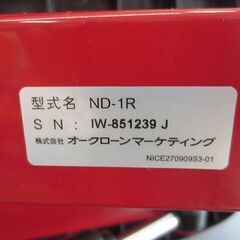 型式名 ND-1R
SN: IW-851239 J
株式会社 オークローンマーケティング
NICE270909S3-01